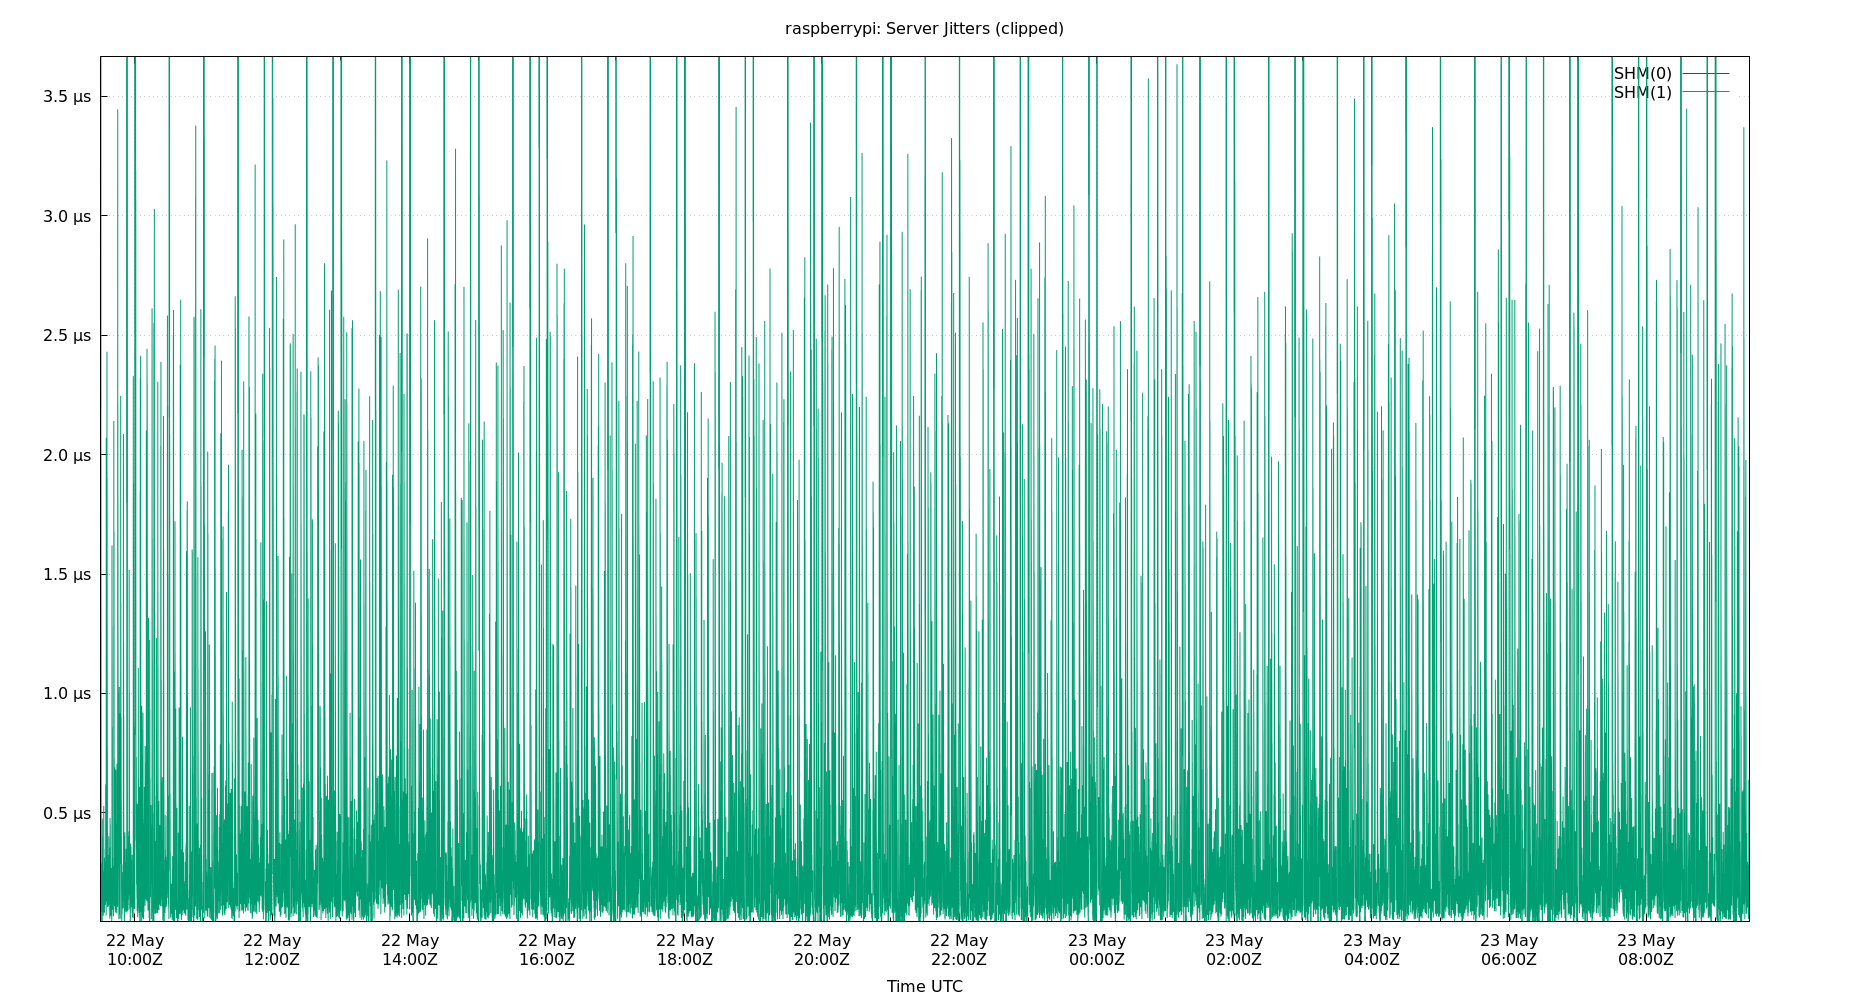 raspberrypi: Server Jitters (clipped)
SHM(0)
SHM(1)
3.5 µs
3.0 µs
2.5 µs
2.0 µs
1.5 µs
1.0 µs
0.5 µs
22 May 22 May 22 May 22 May 22 May 22 May 22 May 23 May 23 May 23 May 23 May 23 May
10:00Z 12:00Z 14:00Z 16:00Z 18:00Z 20:00Z 22:00Z 00:00Z 02:00Z 04:00Z 06:00Z 08:00Z
Time UTC